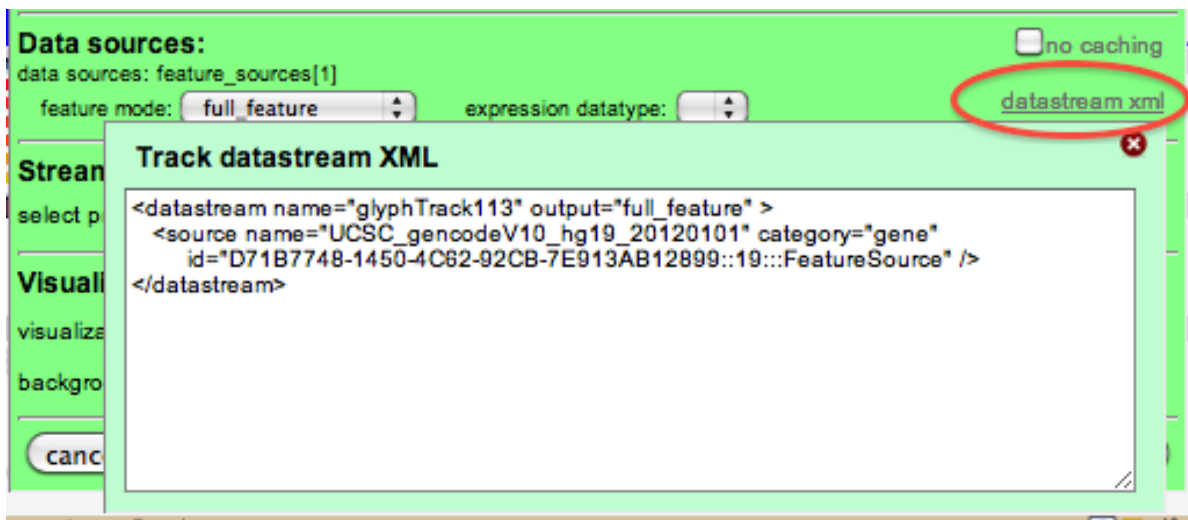 Data sources:
no caching
data sources: feature_sources[1]
feature mode: full_feature expression datatype:
datastream xml
Track datastream XML
<datastream name="glyphTrack113" output="full_feature" >
<source name="UCSC_gencodeV10_hg19_20120101" category="gene"
id="D71B7748-1450-4C62-92CB-7E913AB12899::19:::FeatureSource" />
</datastream>
select